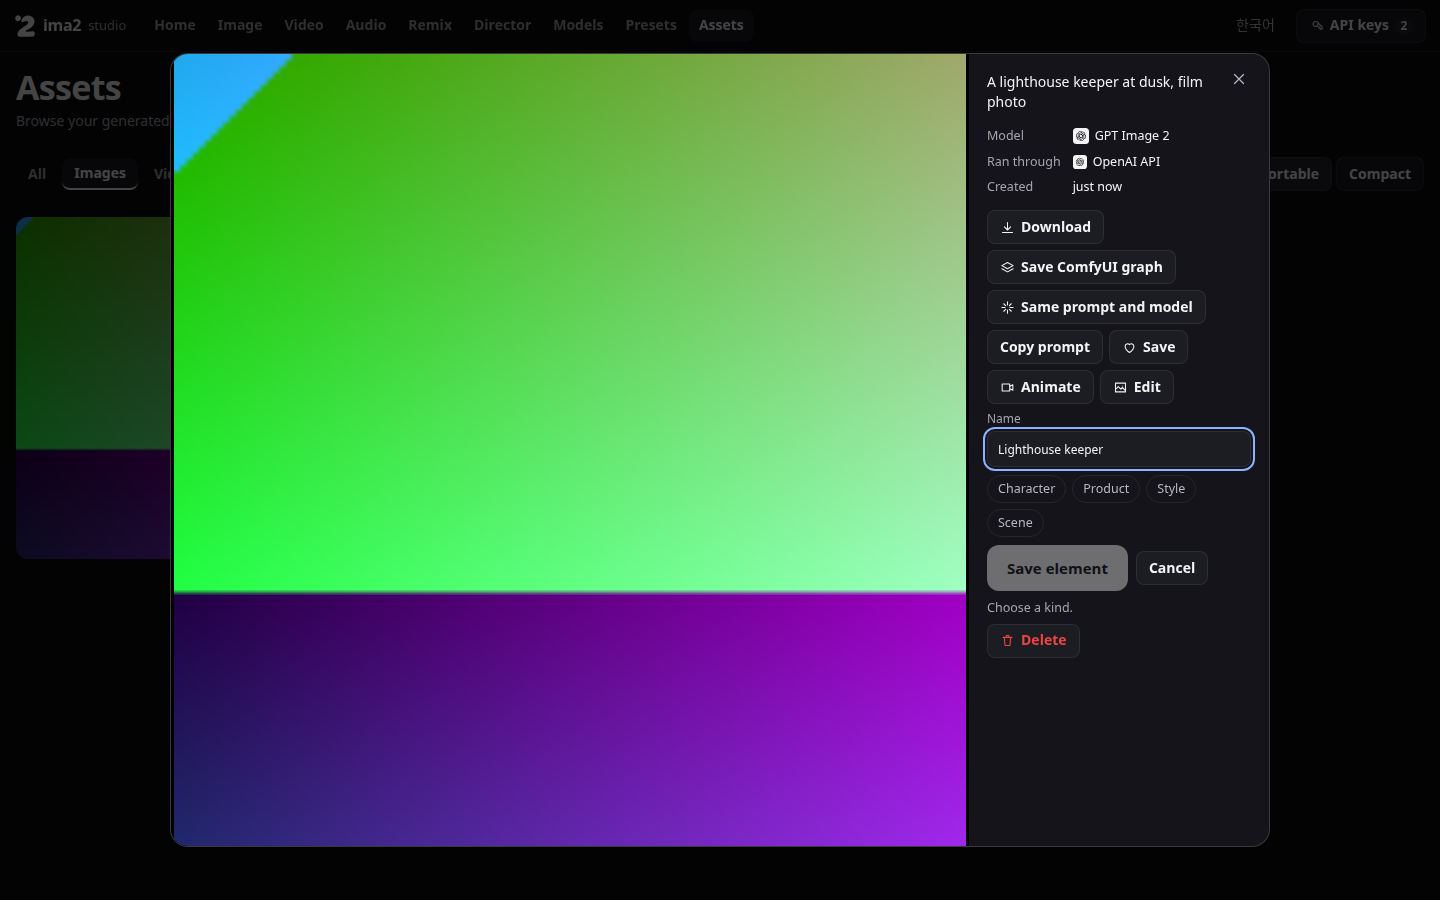 ima2 studio Home Image Video Audio Remix Director Models Presets Assets 한국어 API keys 2
Assets
Browse your generated
All Images
Compact
A lighthouse keeper at dusk, film
photo
Model GPT Image 2
Ran through OpenAI API
Created just now
Download
Save ComfyUI graph
Same prompt and model
Copy prompt Save
Animate Edit
Name
Lighthouse keeper
Character Product Style
Scene
Save element Cancel
Choose a kind.
Delete